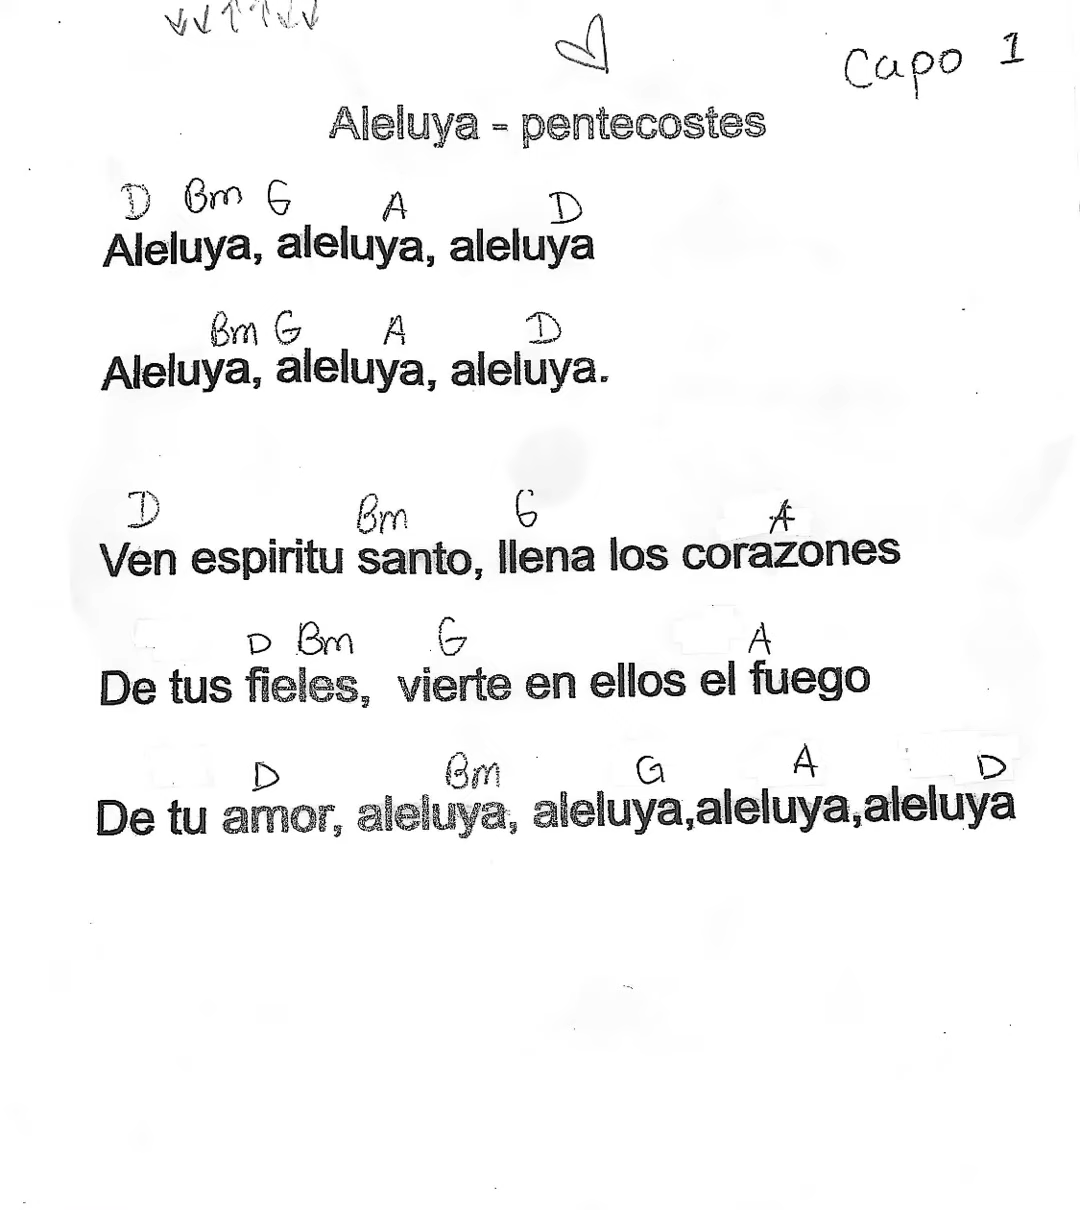 ↓↓↑↑↓↓
Capo 1
Aleluya - pentecostes
D Bm G A D
Aleluya, aleluya, aleluya
Bm G A D
Aleluya, aleluya, aleluya.
D Bm G A
Ven espiritu santo, llena los corazones
D Bm G A
De tus fieles, vierte en ellos el fuego
D Bm G A D
De tu amor, aleluya, aleluya,aleluya,aleluya